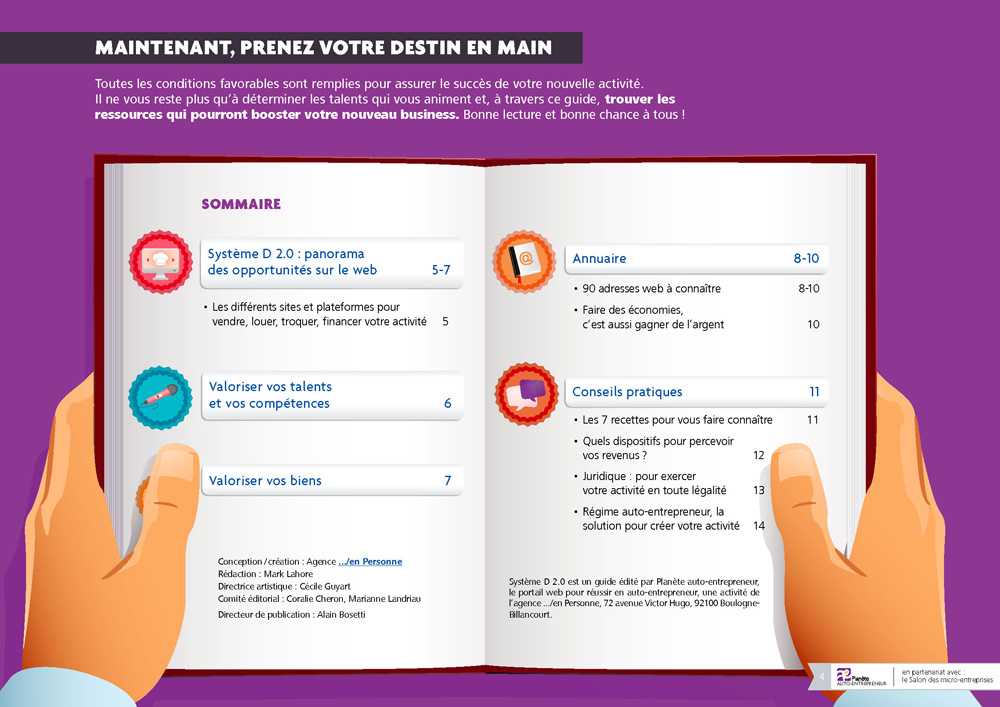 MAINTENANT, PRENEZ VOTRE DESTIN EN MAIN
Toutes les conditions favorables sont remplies pour assurer le succès de votre nouvelle activité.
Il ne vous reste plus qu’à déterminer les talents qui vous animent et, à travers ce guide, trouver les
ressources qui pourront booster votre nouveau business. Bonne lecture et bonne chance à tous !
SOMMAIRE
Système D 2.0 : panorama
des opportunités sur le web 5-7
• Les différents sites et plateformes pour
vendre, louer, troquer, financer votre activité 5
Valoriser vos talents
et vos compétences 6
Valoriser vos biens 7
Conception / création : Agence .../en Personne
Rédaction : Mark Lahore
Directrice artistique : Cécile Guyart
Comité éditorial : Coralie Cheron, Marianne Landriau
Directeur de publication : Alain Bosetti
@
Annuaire 8-10
• 90 adresses web à connaître 8-10
• Faire des économies,
c’est aussi gagner de l’argent 10
Conseils pratiques 11
• Les 7 recettes pour vous faire connaître 11
• Quels dispositifs pour percevoir
vos revenus ? 12
• Juridique : pour exercer
votre activité en toute légalité 13
• Régime auto-entrepreneur, la
solution pour créer votre activité 14
Système D 2.0 est un guide édité par Planète auto-entrepreneur,
le portail web pour réussir en auto-entrepreneur, une activité de
l’agence .../en Personne, 72 avenue Victor Hugo, 92100 Boulogne-
Billancourt.
4
Planète
AUTO-ENTREPRENEUR
en partenariat avec :
le Salon des micro-entreprises